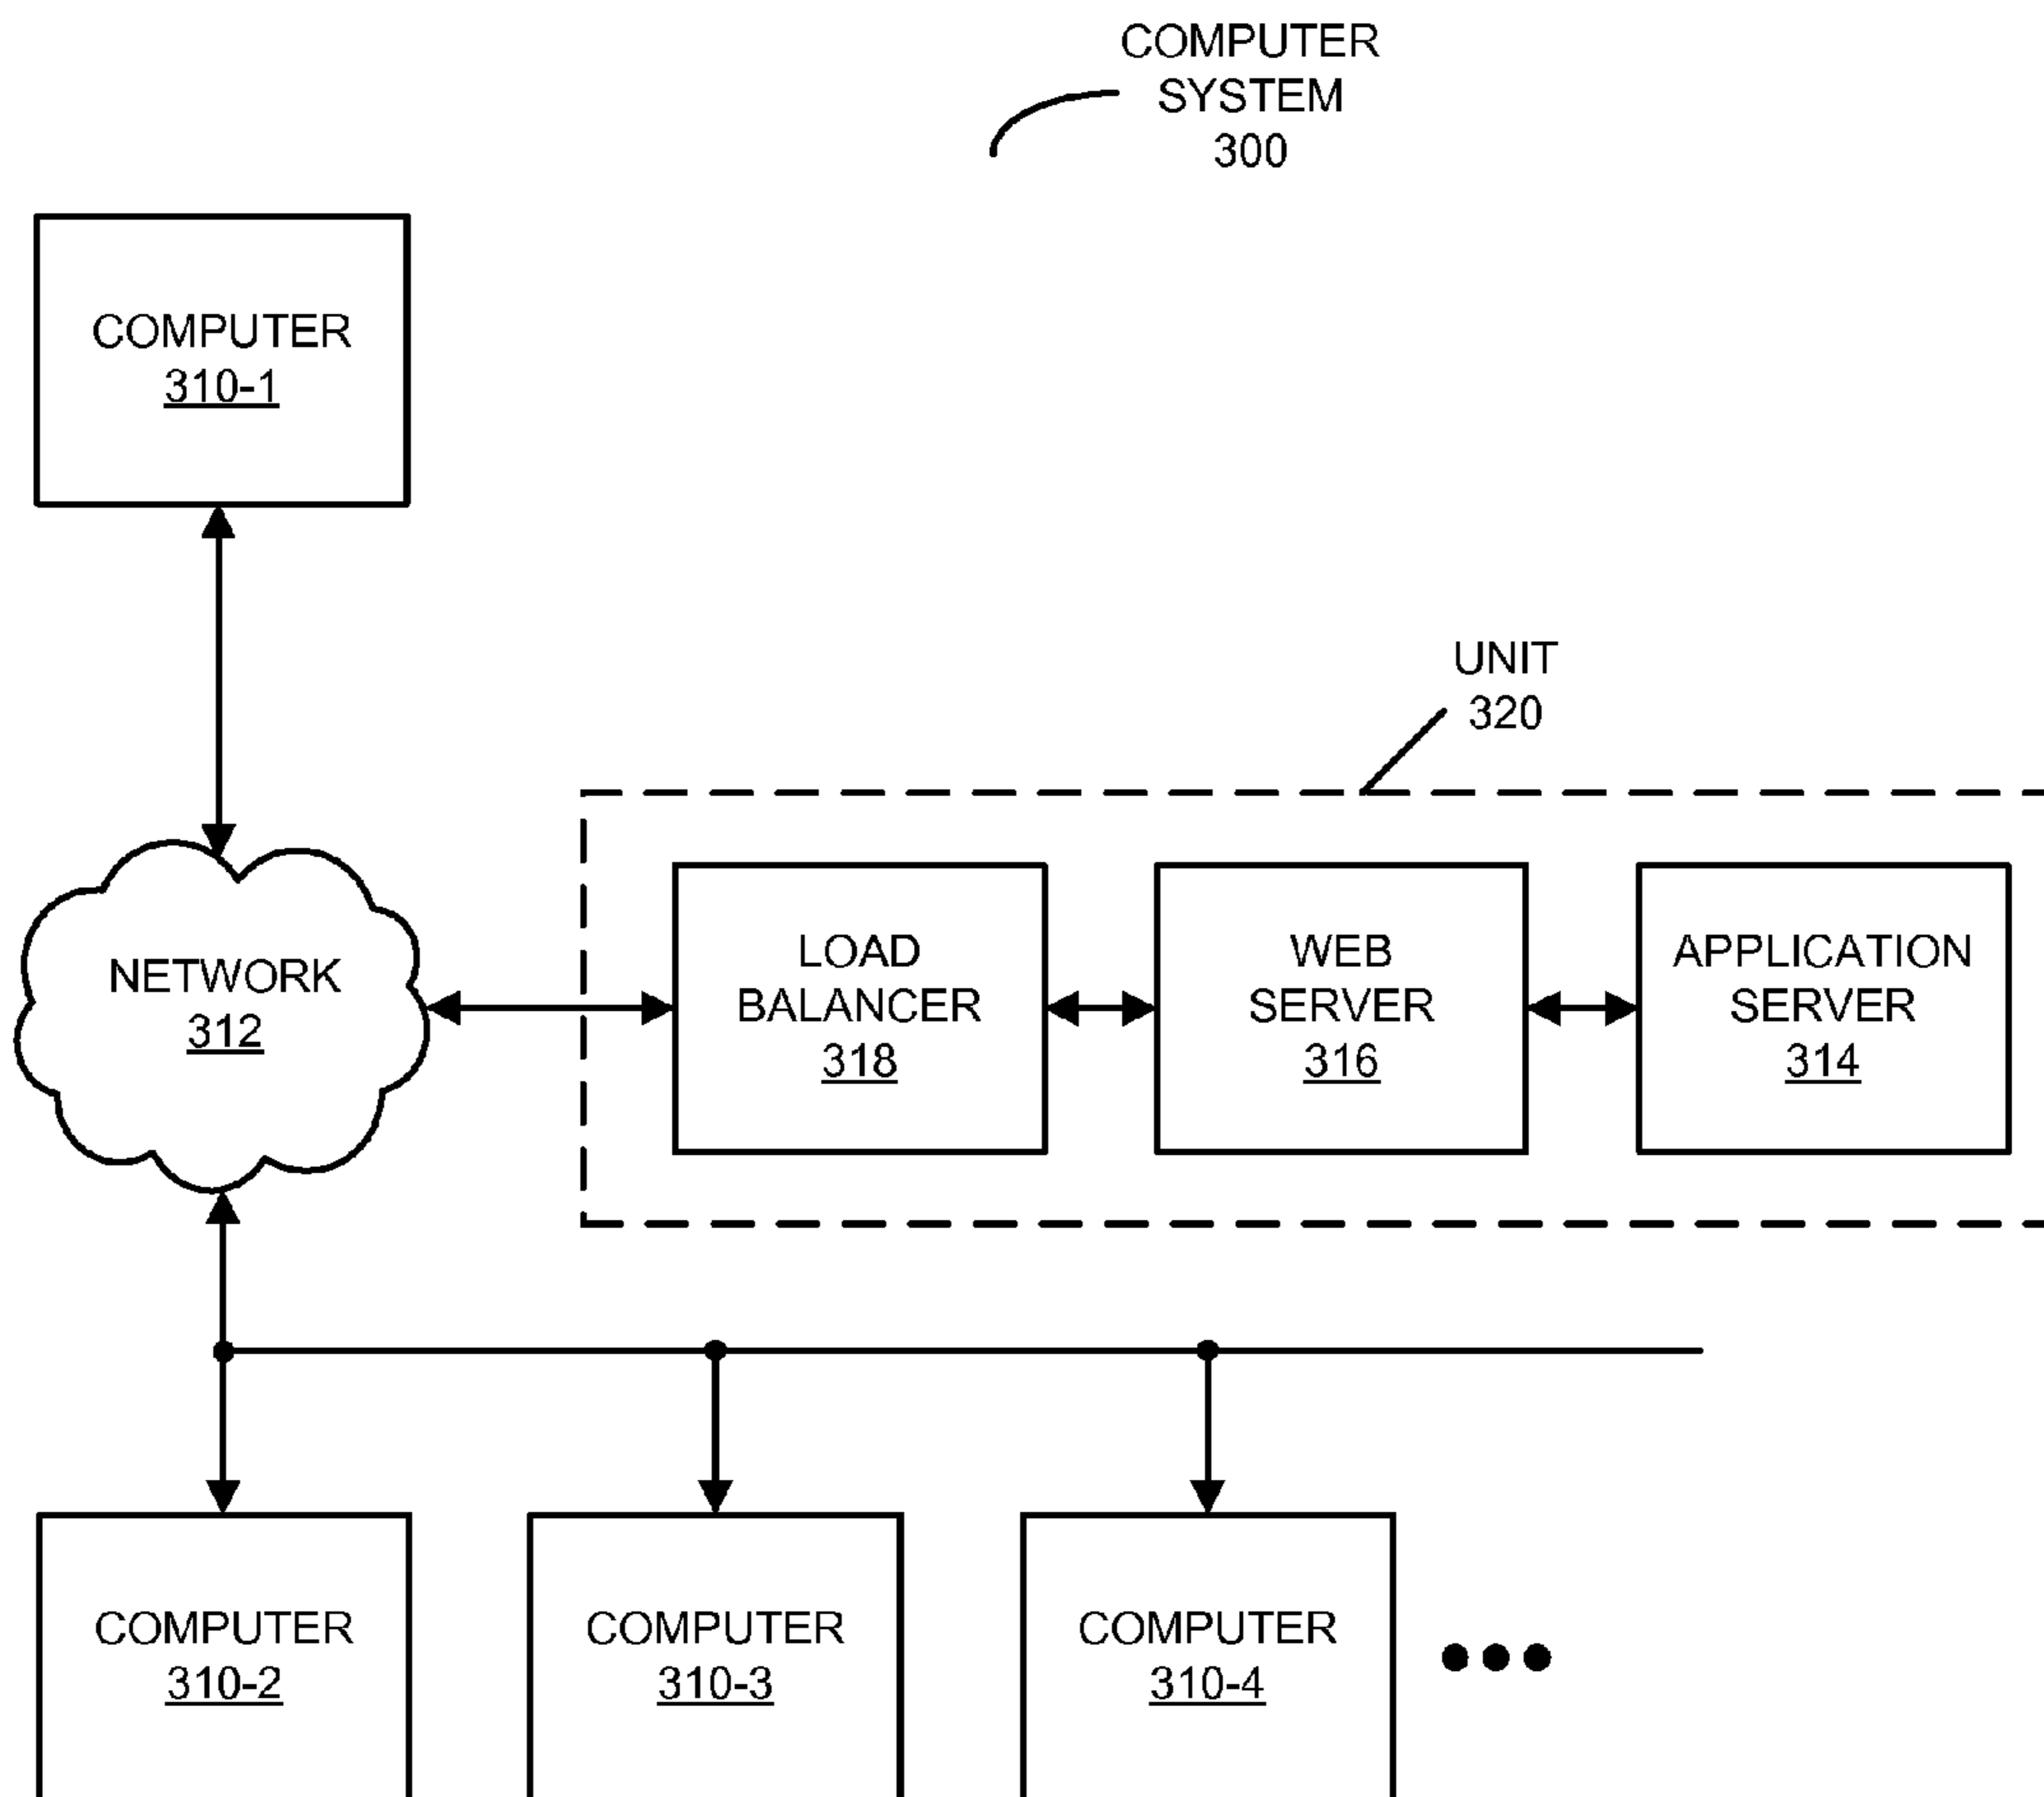 COMPUTER
SYSTEM
300
COMPUTER
310-1
UNIT
320
NETWORK
312
LOAD
BALANCER
318
WEB
SERVER
316
APPLICATION
SERVER
314
COMPUTER
310-2
COMPUTER
310-3
COMPUTER
310-4